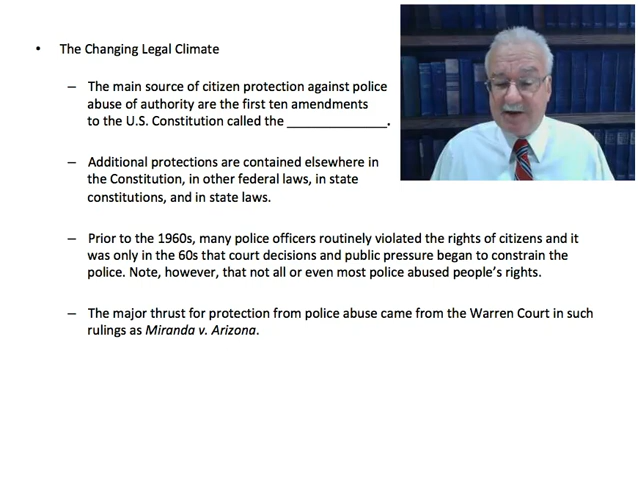 • The Changing Legal Climate
– The main source of citizen protection against police
abuse of authority are the first ten amendments
to the U.S. Constitution called the ______________.
– Additional protections are contained elsewhere in
the Constitution, in other federal laws, in state
constitutions, and in state laws.
– Prior to the 1960s, many police officers routinely violated the rights of citizens and it
was only in the 60s that court decisions and public pressure began to constrain the
police. Note, however, that not all or even most police abused people's rights.
– The major thrust for protection from police abuse came from the Warren Court in such
rulings as Miranda v. Arizona.